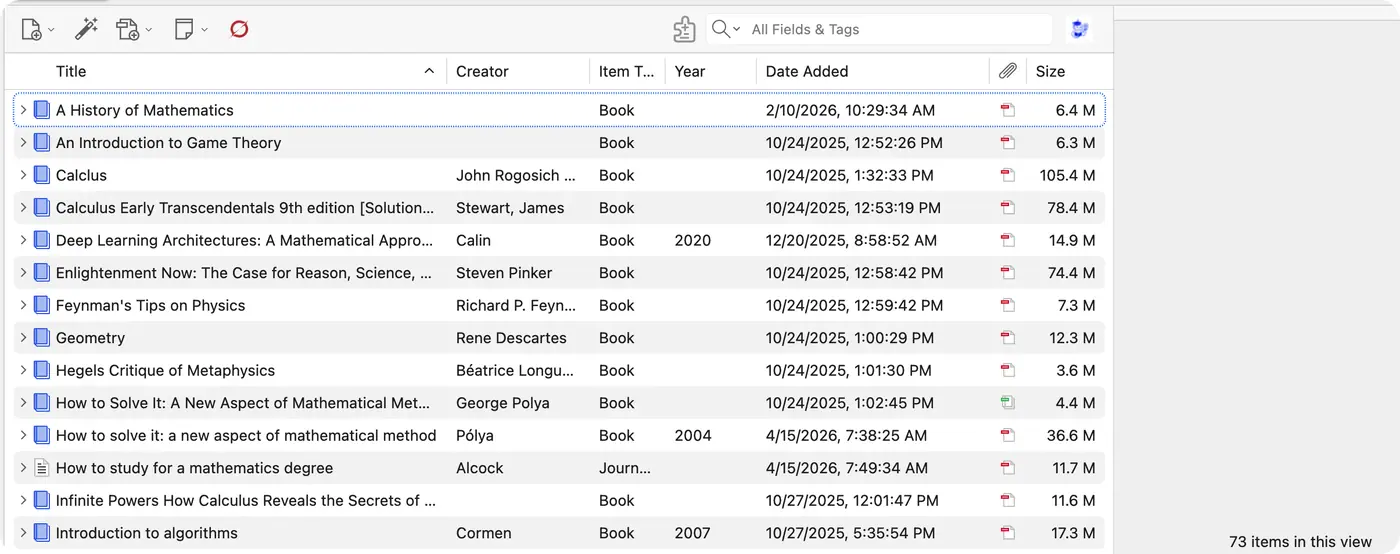 All Fields & Tags
Title Creator Item T... Year Date Added Size
A History of Mathematics Book 2/10/2026, 10:29:34 AM 6.4 M
An Introduction to Game Theory Book 10/24/2025, 12:52:26 PM 6.3 M
Calclus John Rogosich ... Book 10/24/2025, 1:32:33 PM 105.4 M
Calculus Early Transcendentals 9th edition [Solution... Stewart, James Book 10/24/2025, 12:53:19 PM 78.4 M
Deep Learning Architectures: A Mathematical Appro... Calin Book 2020 12/20/2025, 8:58:52 AM 14.9 M
Enlightenment Now: The Case for Reason, Science, ... Steven Pinker Book 10/24/2025, 12:58:42 PM 74.4 M
Feynman's Tips on Physics Richard P. Feyn... Book 10/24/2025, 12:59:42 PM 7.3 M
Geometry Rene Descartes Book 10/24/2025, 1:00:29 PM 12.3 M
Hegels Critique of Metaphysics Béatrice Longu... Book 10/24/2025, 1:01:30 PM 3.6 M
How to Solve It: A New Aspect of Mathematical Met... George Polya Book 10/24/2025, 1:02:45 PM 4.4 M
How to solve it: a new aspect of mathematical method Pólya Book 2004 4/15/2026, 7:38:25 AM 36.6 M
How to study for a mathematics degree Alcock Journ... 4/15/2026, 7:49:34 AM 11.7 M
Infinite Powers How Calculus Reveals the Secrets of ... Book 10/27/2025, 12:01:47 PM 11.6 M
Introduction to algorithms Cormen Book 2007 10/27/2025, 5:35:54 PM 17.3 M
73 items in this view